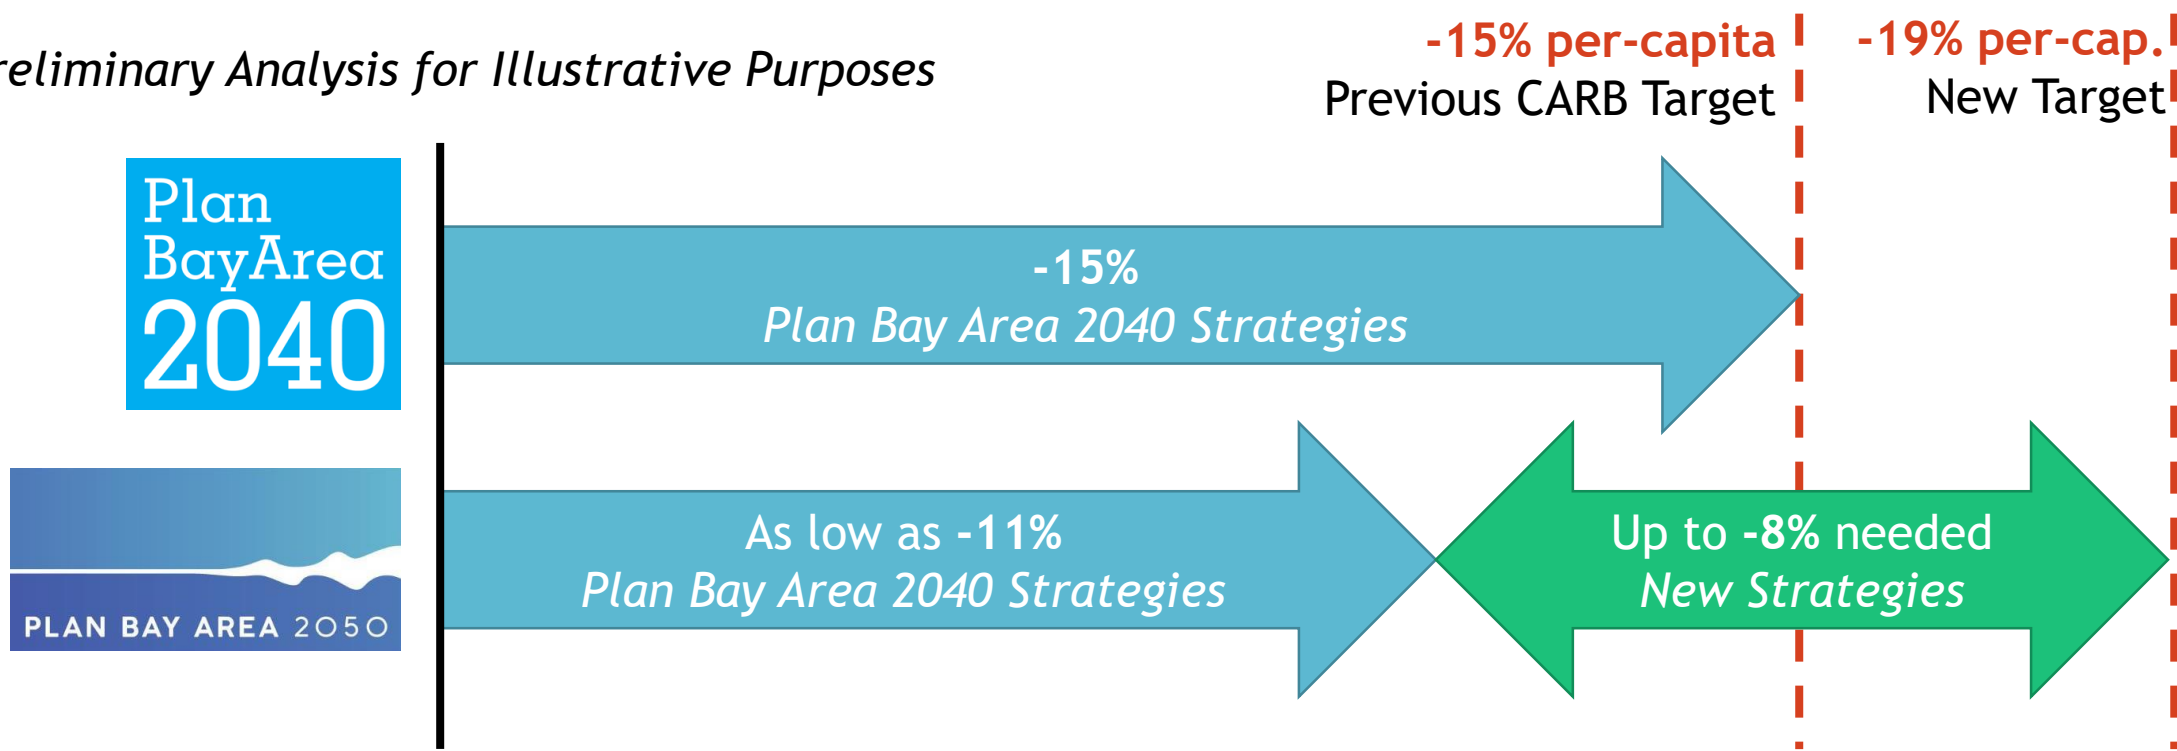 reliminary Analysis for Illustrative Purposes
-15% per-capita
Previous CARB Target
-19% per-cap.
New Target
Plan
BayArea
2040
-15%
Plan Bay Area 2040 Strategies
PLAN BAY AREA 2050
As low as -11%
Plan Bay Area 2040 Strategies
Up to -8% needed
New Strategies